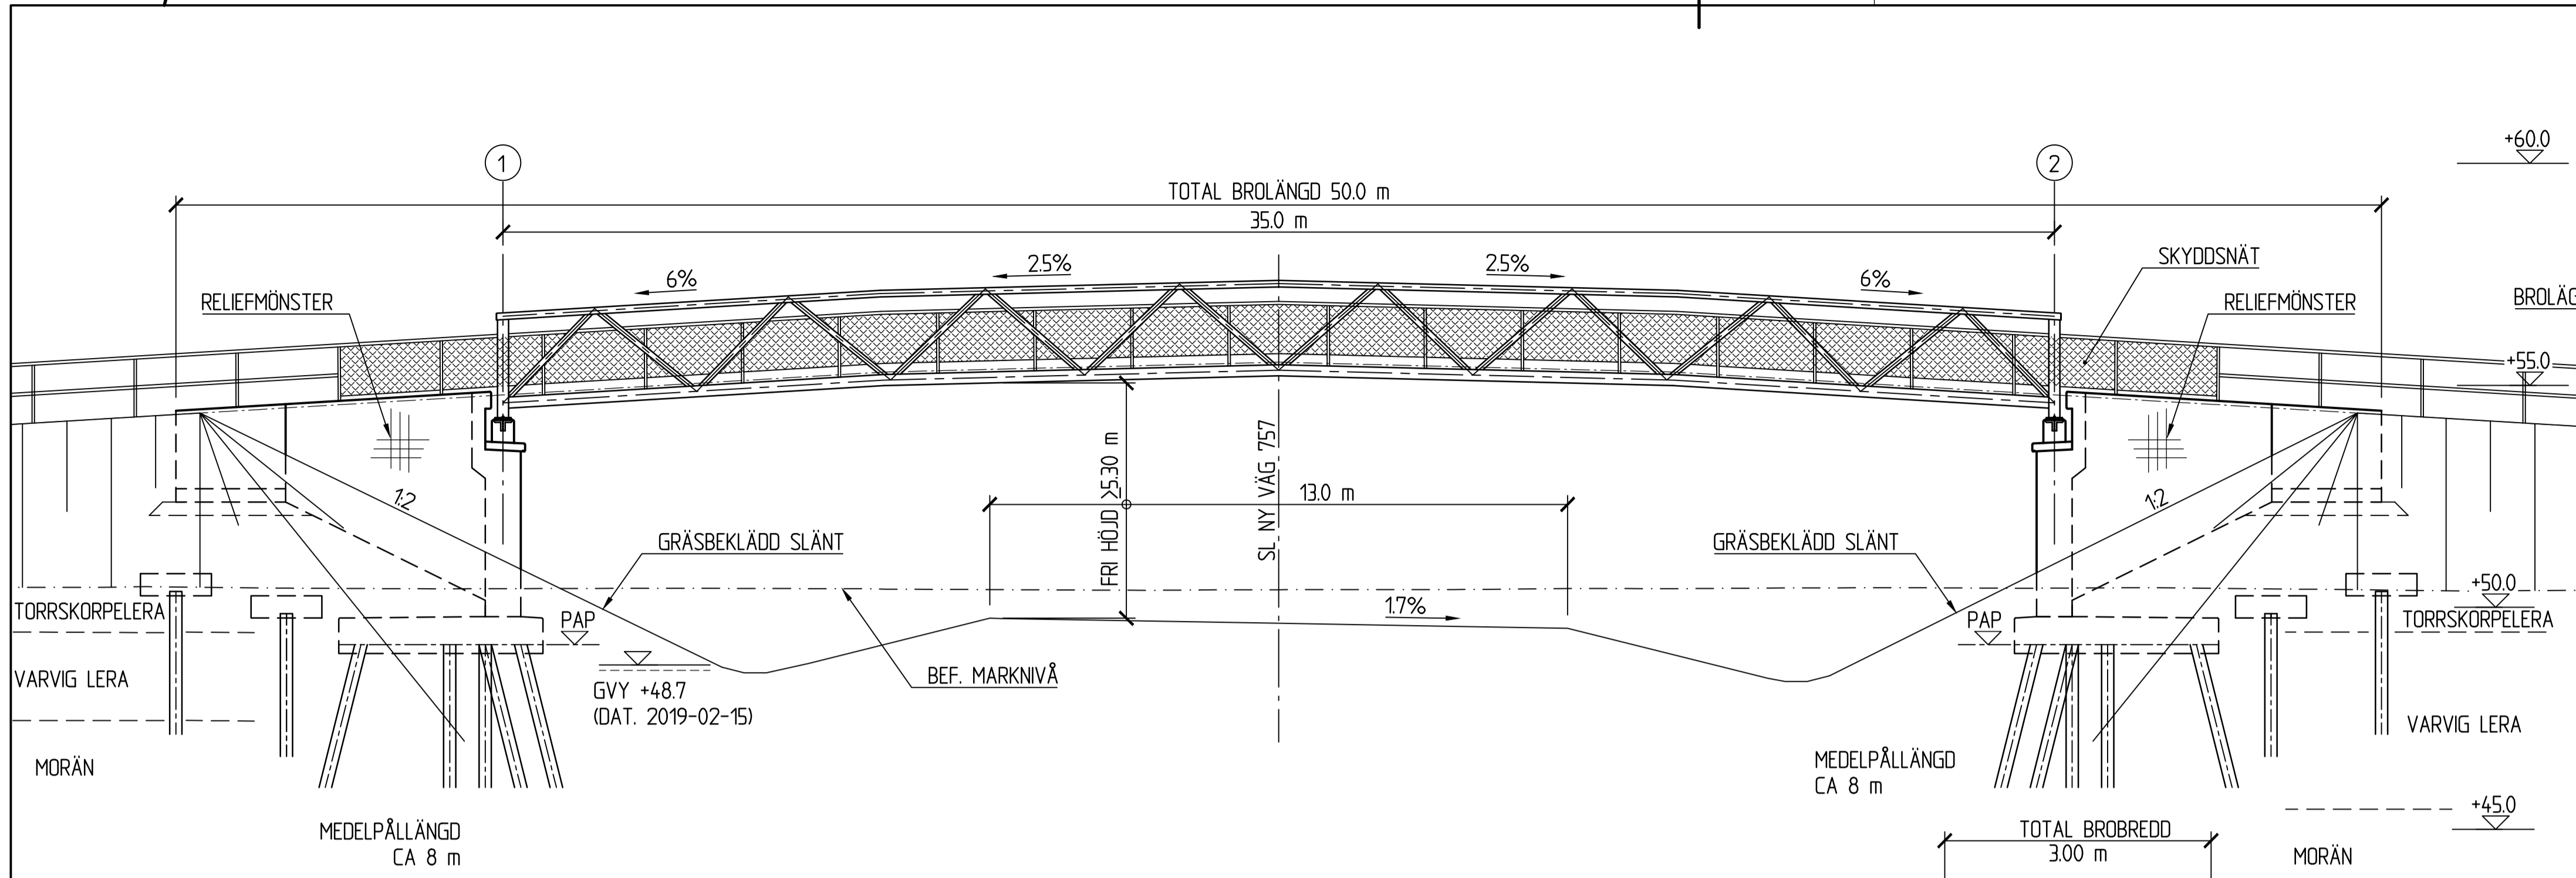 +60.0
1
2
TOTAL BROLÄNGD 50.0 m
35.0 m
SKYDDSNÄT
2.5%
2.5%
6%
6%
RELIEFMÖNSTER
RELIEFMÖNSTER
+55.0
SL NY VÄG 757
FRI HÖJD ≥5.30 m
13.0 m
1:2
1:2
GRÄSBEKLÄDD SLÄNT
GRÄSBEKLÄDD SLÄNT
+50.0
TORRSKORPELERA
PAP
1.7%
PAP
TORRSKORPELERA
VARVIG LERA
BEF. MARKNIVÅ
GVY +48.7
(DAT. 2019-02-15)
VARVIG LERA
MORÄN
MEDELPÅLLÄNGD
CA 8 m
+45.0
MEDELPÅLLÄNGD
CA 8 m
TOTAL BROBREDD
3.00 m
MORÄN